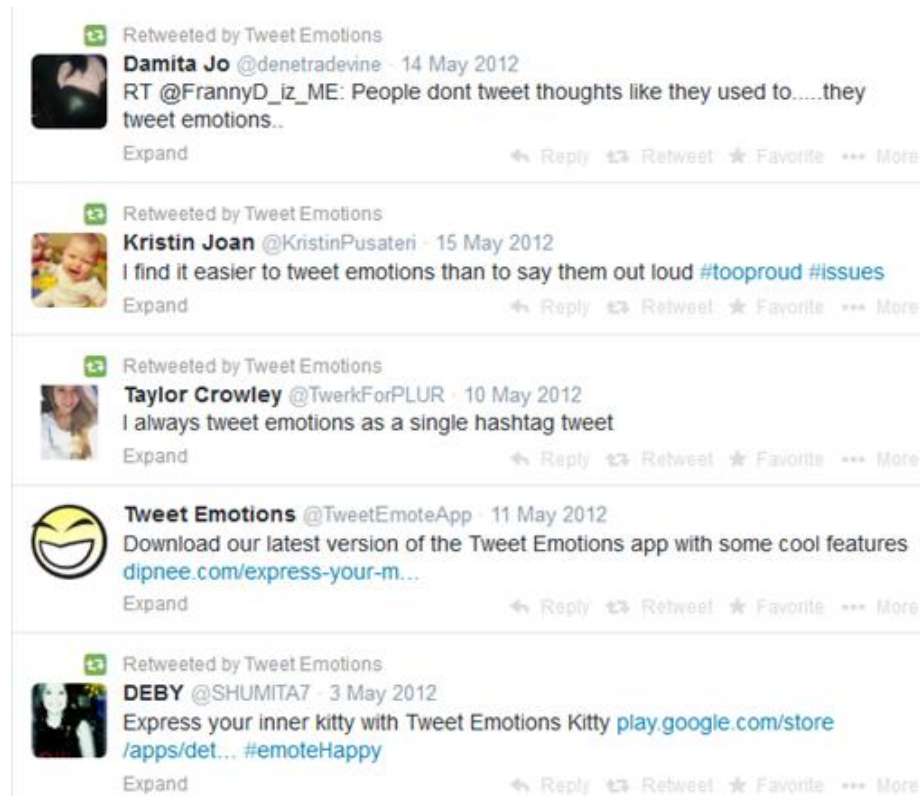 Retweeted by Tweet Emotions
Damita Jo @denetradevine · 14 May 2012
RT @FrannyD_iz_ME: People dont tweet thoughts like they used to.....they
tweet emotions..
Expand Reply Retweet Favorite More
Retweeted by Tweet Emotions
Kristin Joan @KristinPusateri · 15 May 2012
I find it easier to tweet emotions than to say them out loud #tooproud #issues
Expand Reply Retweet Favorite More
Retweeted by Tweet Emotions
Taylor Crowley @TwerkForPLUR · 10 May 2012
I always tweet emotions as a single hashtag tweet
Expand Reply Retweet Favorite More
Tweet Emotions @TweetEmoteApp · 11 May 2012
Download our latest version of the Tweet Emotions app with some cool features
dipnee.com/express-your-m...
Expand Reply Retweet Favorite More
Retweeted by Tweet Emotions
DEBY @SHUMITA7 · 3 May 2012
Express your inner kitty with Tweet Emotions Kitty play.google.com/store
/apps/det... #emoteHappy
Expand Reply Retweet Favorite More